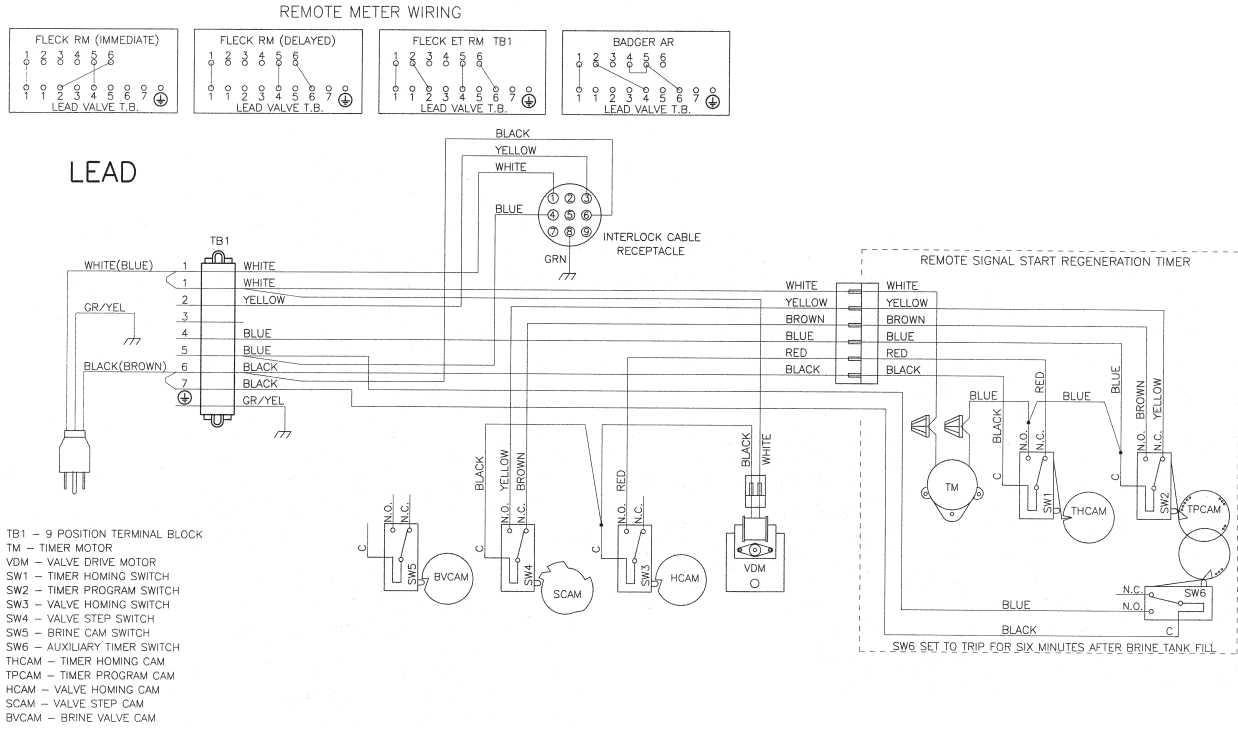 REMOTE METER WIRING
FLECK RM (IMMEDIATE)
1 2 3 4 5 6
1 1 2 3 4 5 6 7
LEAD VALVE T.B.
FLECK RM (DELAYED)
1 2 3 4 5 6
1 1 2 3 4 5 6 7
LEAD VALVE T.B.
FLECK ET RM TB1
1 2 3 4 5 6
1 1 2 3 4 5 6 7
LEAD VALVE T.B.
BADGER AR
1 2 3 4 5 6
1 1 2 3 4 5 6 7
LEAD VALVE T.B.
LEAD
BLACK
YELLOW
WHITE
BLUE
1 2 3
4 5 6
7 8 9
GRN
INTERLOCK CABLE
RECEPTACLE
TB1
WHITE(BLUE)
GR/YEL
BLACK(BROWN)
1 WHITE
1 WHITE
2 YELLOW
3
4 BLUE
5 BLUE
6 BLACK
7 BLACK
GR/YEL
REMOTE SIGNAL START REGENERATION TIMER
WHITE WHITE
YELLOW YELLOW
BROWN BROWN
BLUE BLUE
RED RED
BLACK BLACK
BLUE
BLACK
RED
BLUE
BLUE
BROWN
YELLOW
N.O.
N.C.
C
SW1
THCAM
TM
N.O.
N.C.
C
SW2
TPCAM
N.C.
N.O.
C
SW6
BLUE
BLACK
SW6 SET TO TRIP FOR SIX MINUTES AFTER BRINE TANK FILL
N.O.
N.C.
C
SW5
BVCAM
BLACK
YELLOW
BROWN
N.O.
N.C.
C
SW4
SCAM
RED
N.O.
N.C.
C
SW3
HCAM
BLACK
WHITE
VDM
TB1 – 9 POSITION TERMINAL BLOCK
TM – TIMER MOTOR
VDM – VALVE DRIVE MOTOR
SW1 – TIMER HOMING SWITCH
SW2 – TIMER PROGRAM SWITCH
SW3 – VALVE HOMING SWITCH
SW4 – VALVE STEP SWITCH
SW5 – BRINE CAM SWITCH
SW6 – AUXILIARY TIMER SWITCH
THCAM – TIMER HOMING CAM
TPCAM – TIMER PROGRAM CAM
HCAM – VALVE HOMING CAM
SCAM – VALVE STEP CAM
BVCAM – BRINE VALVE CAM